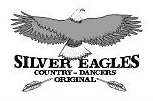 SILVER EAGLES
COUNTRY - DANCERS
ORIGINAL